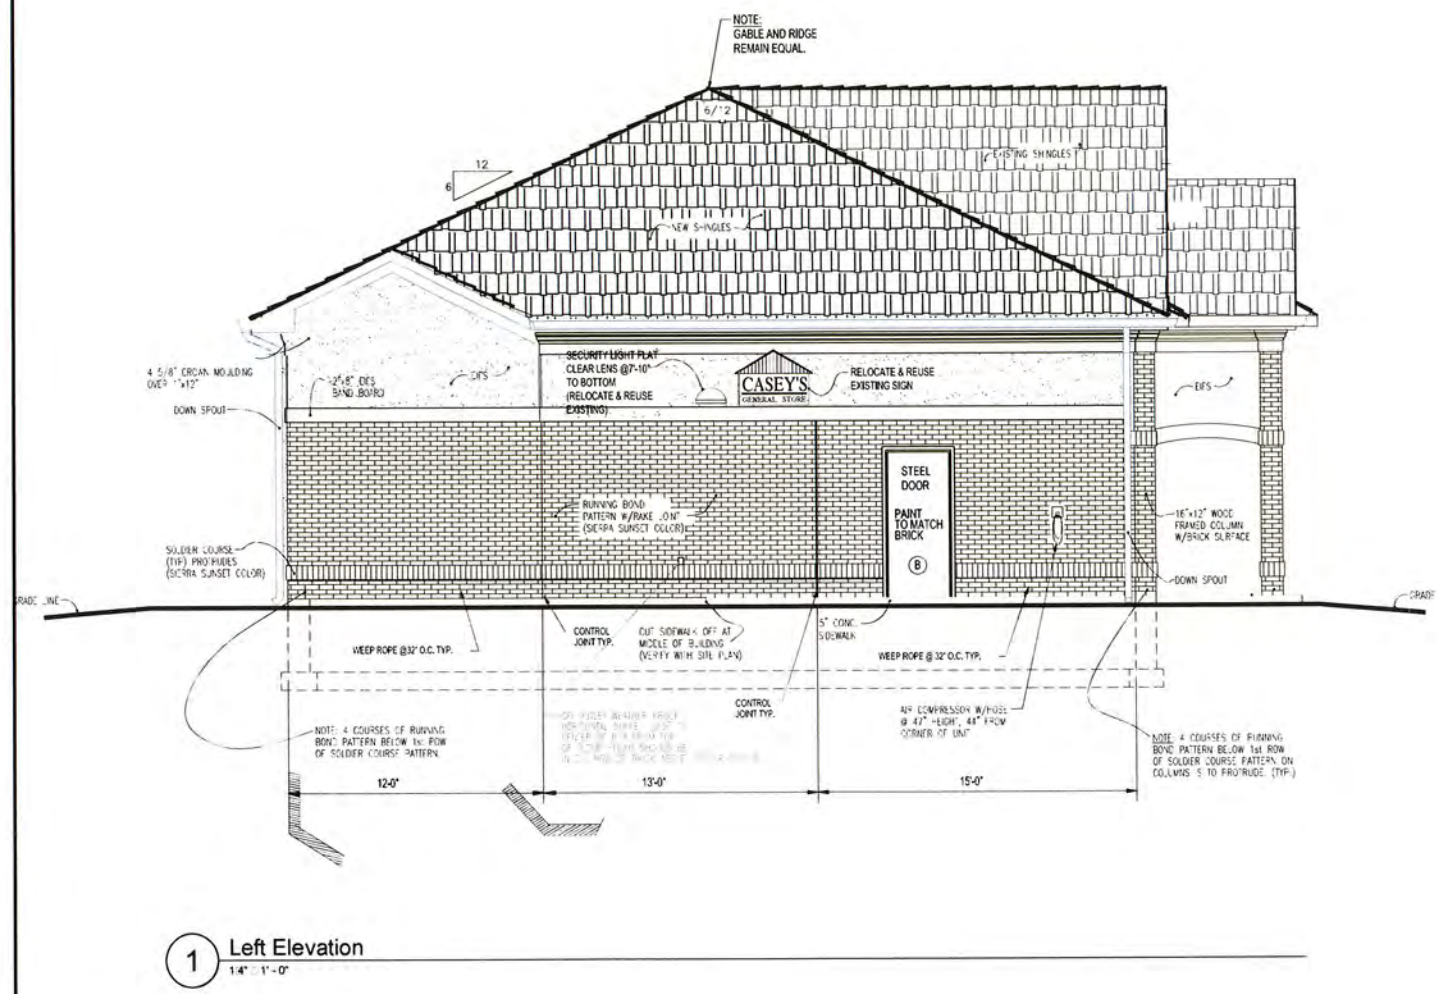 NOTE:
GABLE AND RIDGE
REMAIN EQUAL.
6/12
12
6
EXISTING SHINGLES
NEW SHINGLES
4 5/8" CROWN MOULDING
OVER 1"x12"
DOWN SPOUT
EIFS
BAND BOARD
EIFS
SECURITY LIGHT FLAT
CLEAR LENS @7'-10"
TO BOTTOM
(RELOCATE & REUSE
EXISTING)
CASEY'S
GENERAL STORE
RELOCATE & REUSE
EXISTING SIGN
EIFS
STEEL
DOOR
PAINT
TO MATCH
BRICK
B
RUNNING BOND
PATTERN W/RAKE JOINT
(SIERRA SUNSET COLOR)
16"x12" WOOD
FRAMED COLUMN
W/BRICK SURFACE
SOLDIER COURSE
(TYP) PROTRUDES
(SIERRA SUNSET COLOR)
DOWN SPOUT
GRADE LINE
GRADE
WEEP ROPE @32" O.C. TYP.
CONTROL
JOINT TYP.
CUT SIDEWALK OFF AT
MIDDLE OF BUILDING
(VERIFY WITH SITE PLAN)
5" CONC.
SIDEWALK
WEEP ROPE @32" O.C. TYP.
CONTROL
JOINT TYP.
AIR COMPRESSOR W/HOSE
@ 47" HEIGHT, 44" FROM
CORNER OF UNIT
NOTE: 4 COURSES OF RUNNING
BOND PATTERN BELOW 1st ROW
OF SOLDIER COURSE PATTERN.
NOTE: 4 COURSES OF RUNNING
BOND PATTERN BELOW 1st ROW
OF SOLDIER COURSE PATTERN ON
COLUMNS IS TO PROTRUDE. (TYP.)
12'-0"
13'-0"
15'-0"
1
Left Elevation
1/4" = 1'-0"